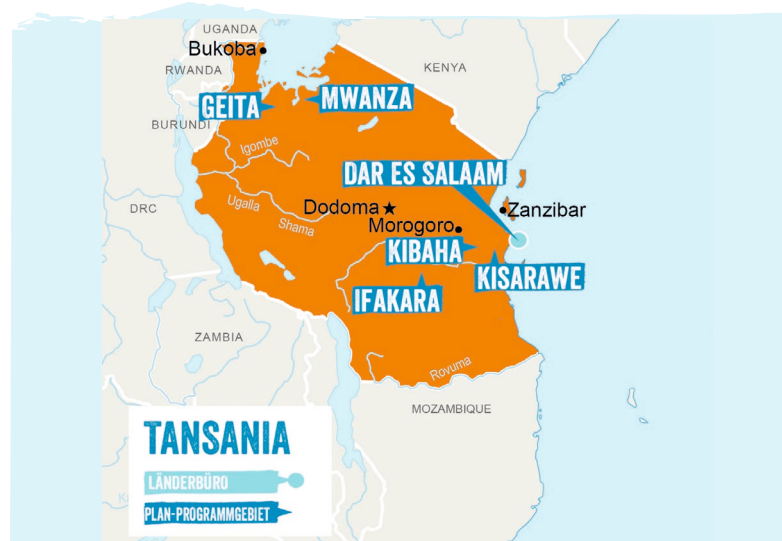 UGANDA
Bukoba
KENYA
RWANDA
GEITA
MWANZA
BURUNDI
Igombe
DAR ES SALAAM
DRC
Ugalla
Dodoma
Zanzibar
Shama
Morogoro
KIBAHA
KISARAWE
IFAKARA
ZAMBIA
Rovuma
MOZAMBIQUE
TANSANIA
LÄNDERBÜRO
PLAN-PROGRAMMGEBIET